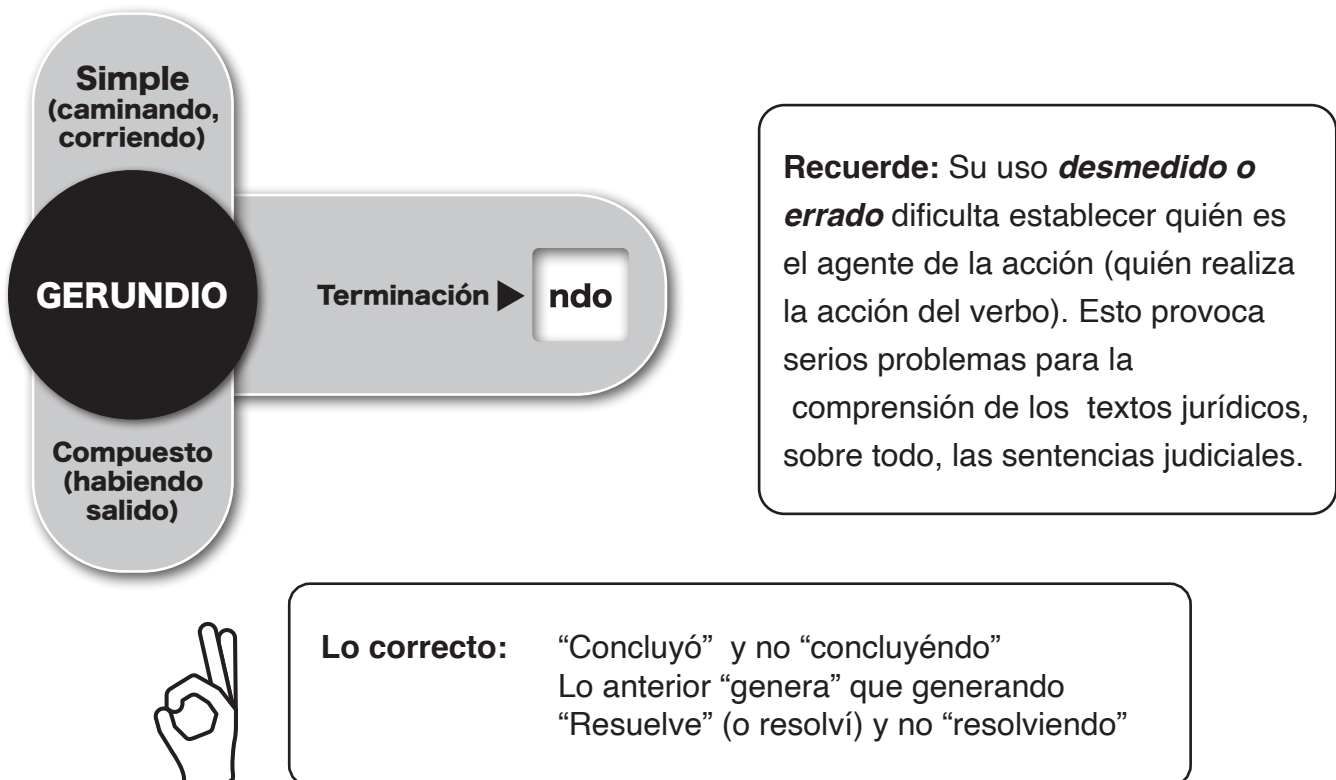 Simple
(caminando,
corriendo)
GERUNDIO
Terminación
ndo
Compuesto
(habiendo
salido)
Recuerde: Su uso desmedido o
errado dificulta establecer quién es
el agente de la acción (quién realiza
la acción del verbo). Esto provoca
serios problemas para la
comprensión de los textos jurídicos,
sobre todo, las sentencias judiciales.
Lo correcto: “Concluyó” y no “concluyéndo”
Lo anterior “genera” que generando
“Resuelve” (o resolví) y no “resolviendo”